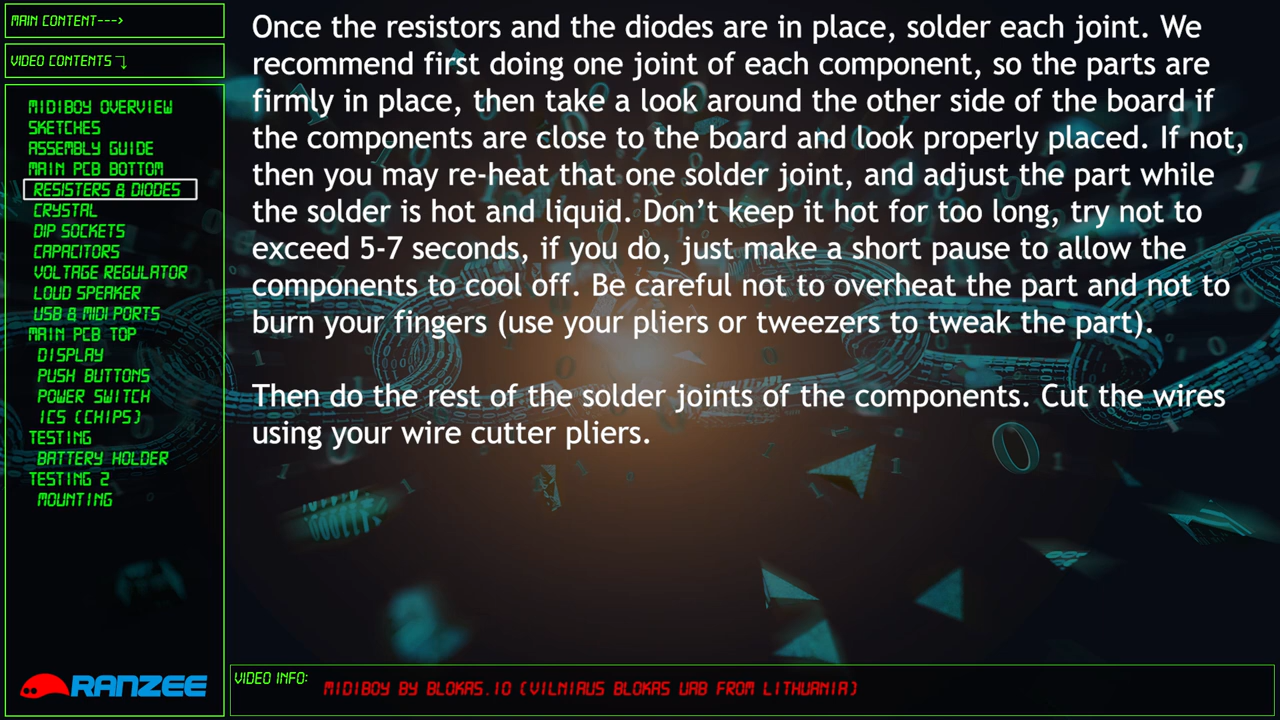 MAIN CONTENT--->
VIDEO CONTENTS
MIDIBOY OVERVIEW
SKETCHES
ASSEMBLY GUIDE
MAIN PCB BOTTOM
RESISTERS & DIODES
CRYSTAL
DIP SOCKETS
CAPACITORS
VOLTAGE REGULATOR
LOUD SPEAKER
USB & MIDI PORTS
MAIN PCB TOP
DISPLAY
PUSH BUTTONS
POWER SWITCH
ICS (CHIPS)
TESTING
BATTERY HOLDER
TESTING 2
MOUNTING
RANZEE
Once the resistors and the diodes are in place, solder each joint. We
recommend first doing one joint of each component, so the parts are
firmly in place, then take a look around the other side of the board if
the components are close to the board and look properly placed. If not,
then you may re-heat that one solder joint, and adjust the part while
the solder is hot and liquid. Don’t keep it hot for too long, try not to
exceed 5-7 seconds, if you do, just make a short pause to allow the
components to cool off. Be careful not to overheat the part and not to
burn your fingers (use your pliers or tweezers to tweak the part).
Then do the rest of the solder joints of the components. Cut the wires
using your wire cutter pliers.
VIDEO INFO:
MIDIBOY BY BLOKAS.IO (VILNIAUS BLOKAS UAB FROM LITHUANIA)